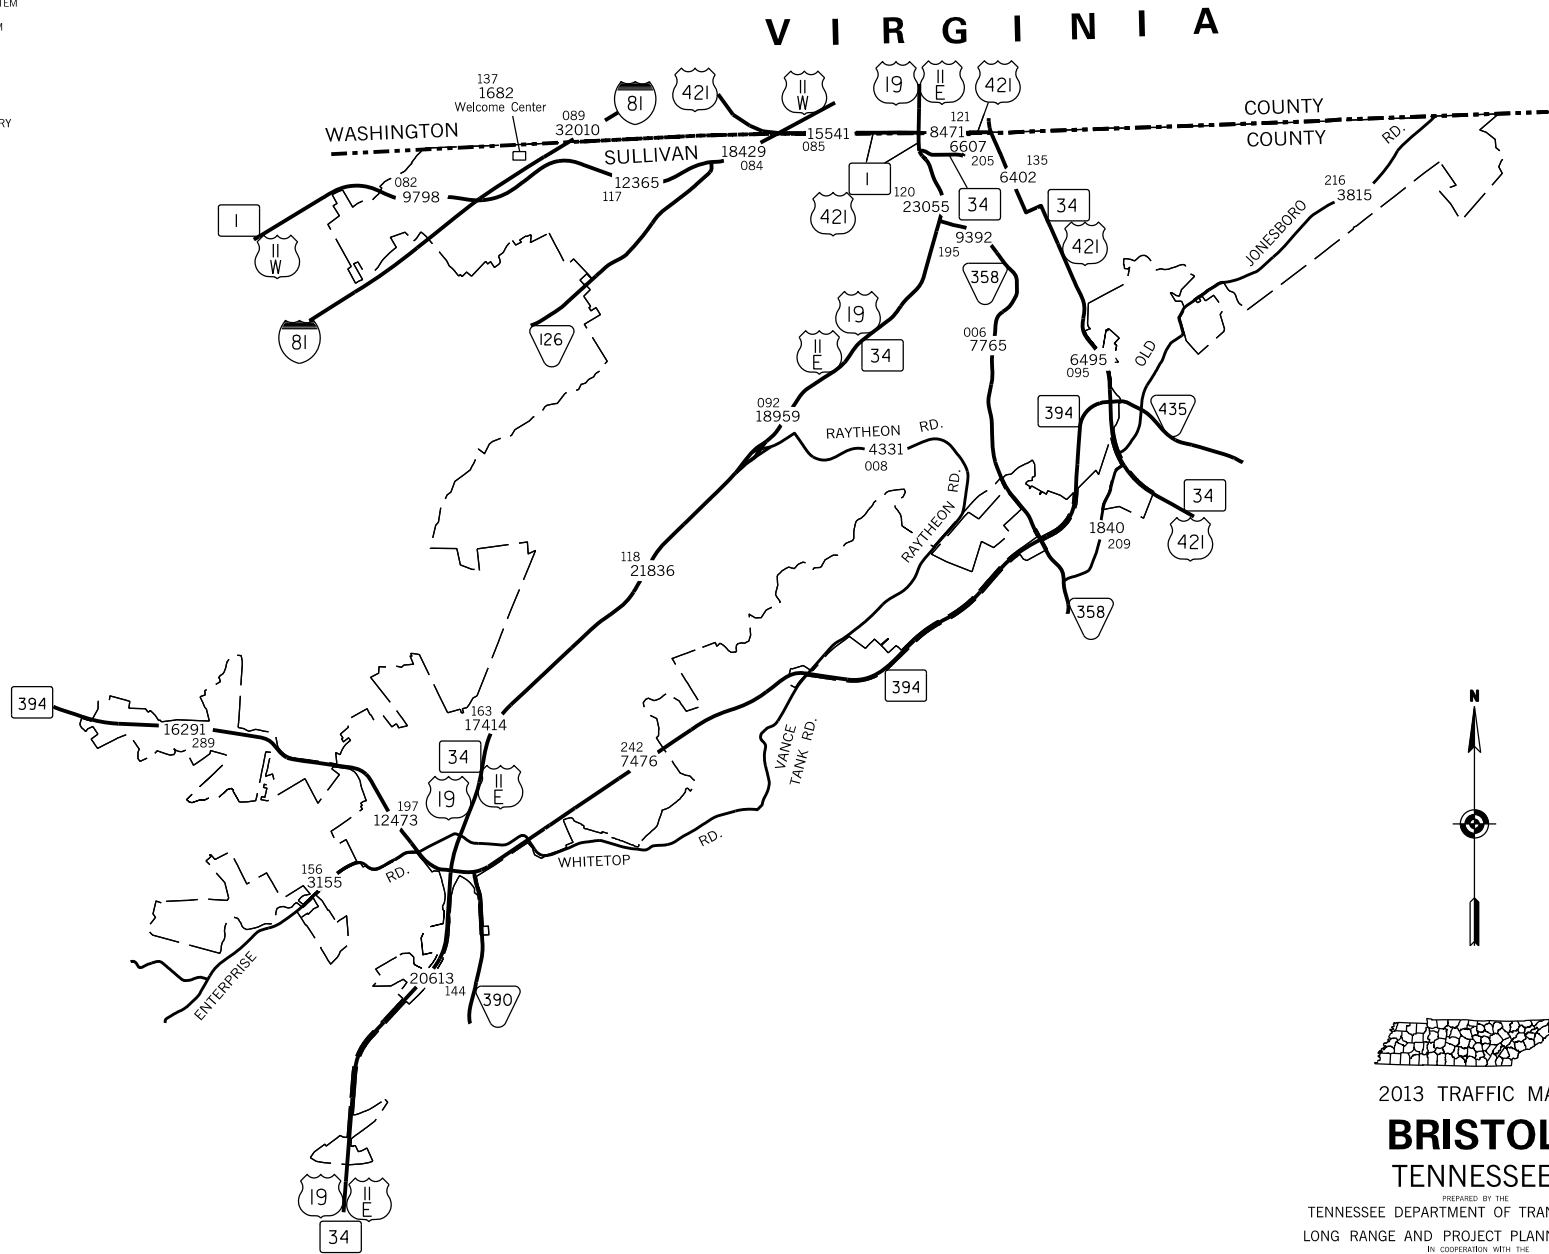 RY
VIRGINIA
137
1682
Welcome Center
089
32010
81
421
11
W
19
11
E
421
WASHINGTON
COUNTY
SULLIVAN
COUNTY
18429
084
15541
085
121
8471
6607
205
135
6402
082
9798
12365
117
1
11
W
81
126
1
421
120
23055
34
9392
195
358
34
421
216
3815
OLD JONESBORO RD.
19
11
E
34
006
7765
6495
095
394
435
092
18959
RAYTHEON RD.
4331
008
RAYTHEON RD.
34
421
1840
209
358
118
21836
394
394
16291
289
163
17414
34
19
11
E
242
7476
VANCE
TANK RD.
197
12473
WHITETOP RD.
156
3155
RD.
ENTERPRISE
20613
144
390
19
11
E
34
N
2013 TRAFFIC MA
BRISTOL
TENNESSEE
PREPARED BY THE
TENNESSEE DEPARTMENT OF TRAN
LONG RANGE AND PROJECT PLANN
IN COOPERATION WITH THE